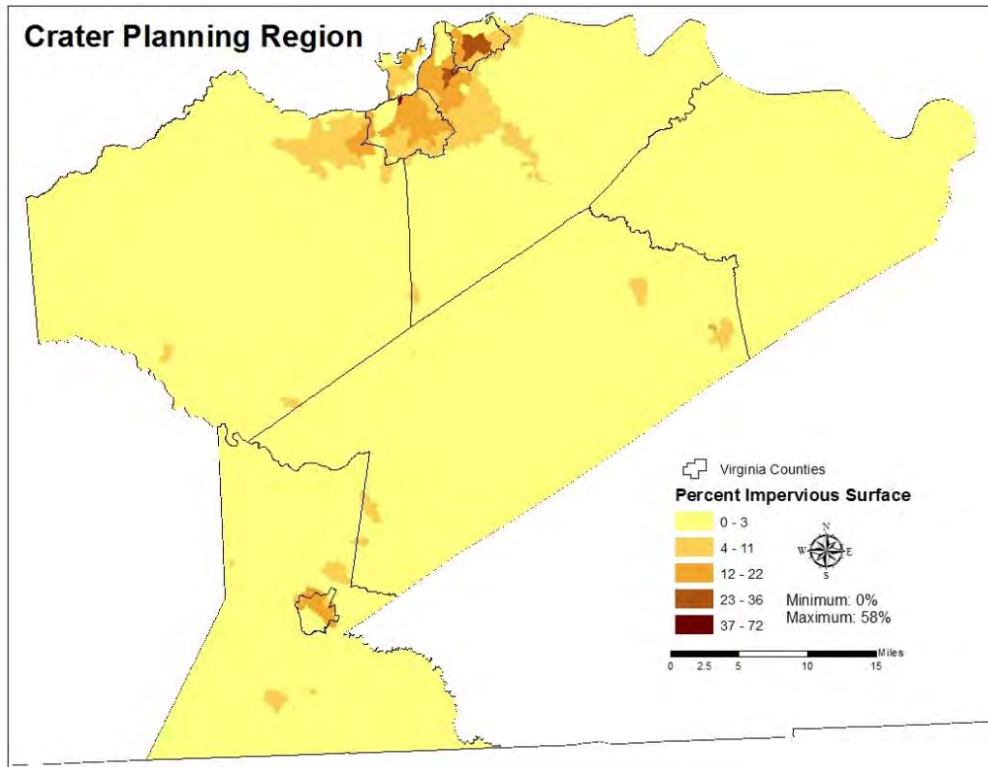 Crater Planning Region
Virginia Counties
Percent Impervious Surface
0 - 3
4 - 11
12 - 22
23 - 36
37 - 72
N
W E
S
Minimum: 0%
Maximum: 58%
Miles
0 2.5 5 10 15